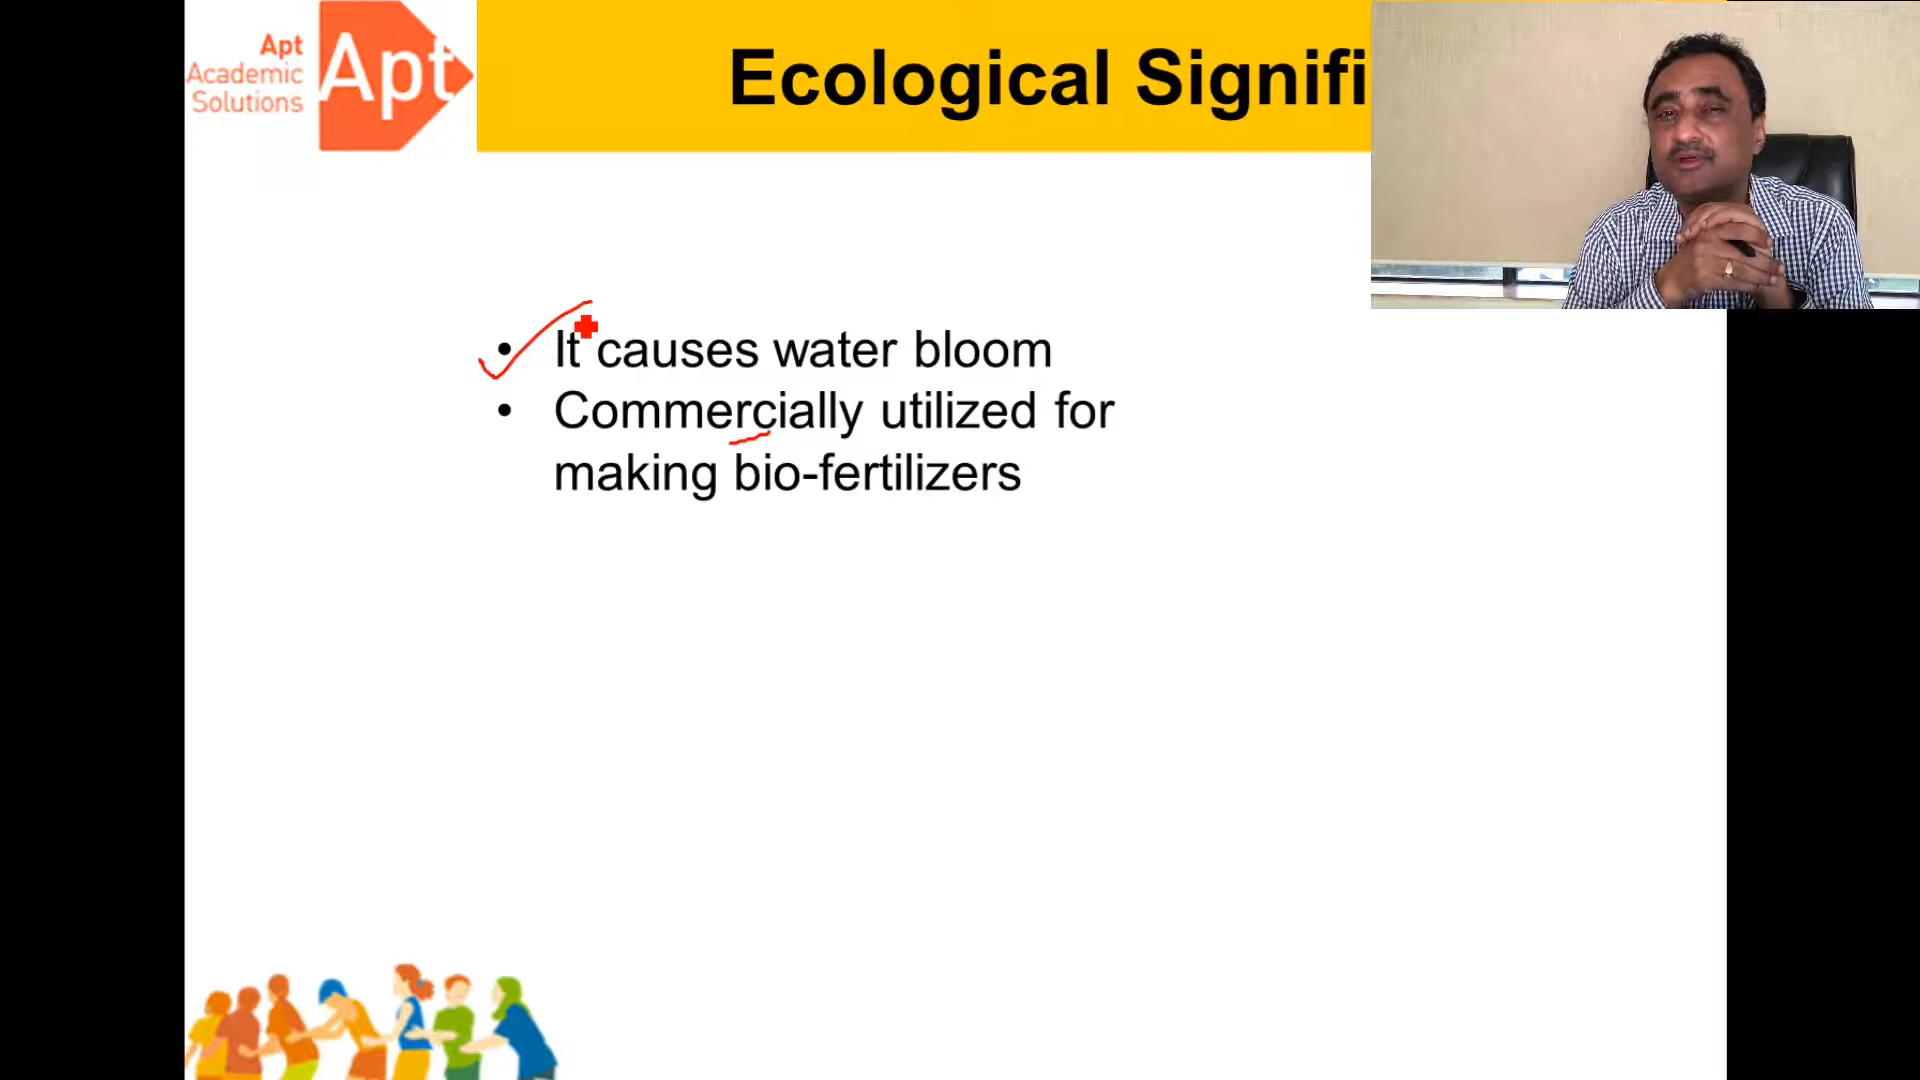 Apt
Academic
Solutions
Apt
Ecological Signifi
• It causes water bloom
• Commercially utilized for
making bio-fertilizers